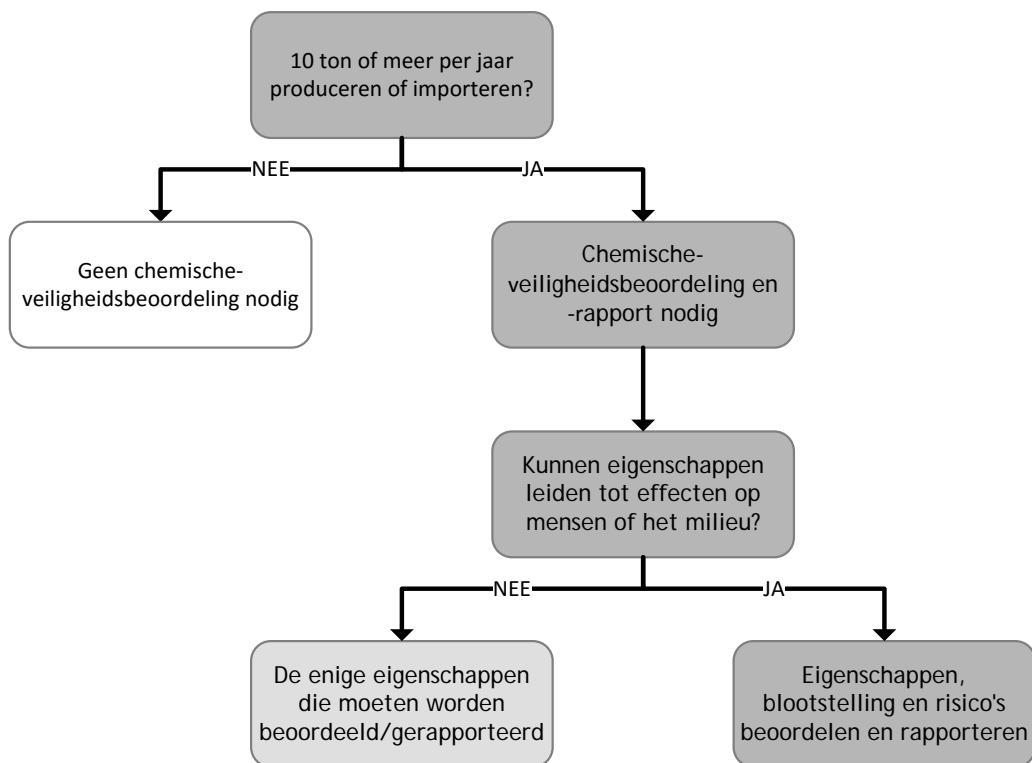 10 ton of meer per jaar
produceren of importeren?
NEE
JA
Geen chemische-
veiligheidsbeoordeling nodig
Chemische-
veiligheidsbeoordeling en
-rapport nodig
Kunnen eigenschappen
leiden tot effecten op
mensen of het milieu?
NEE
JA
De enige eigenschappen
die moeten worden
beoordeeld/gerapporteerd
Eigenschappen,
blootstelling en risico's
beoordelen en rapporteren